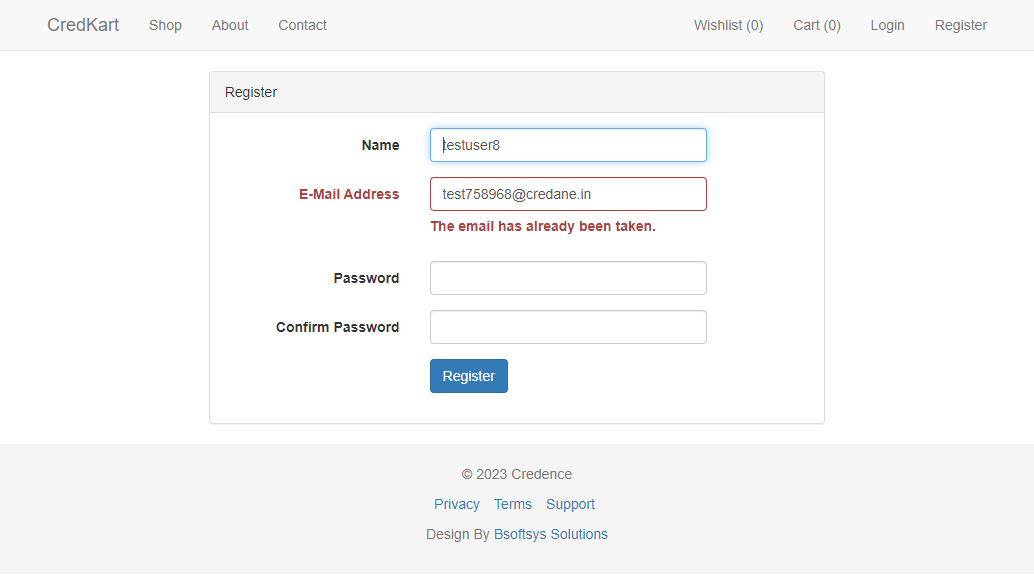 CredKart Shop About Contact Wishlist (0) Cart (0) Login Register
Register
Name testuser8
E-Mail Address test758968@credane.in
The email has already been taken.
Password
Confirm Password
Register
© 2023 Credence
Privacy Terms Support
Design By Bsoftsys Solutions